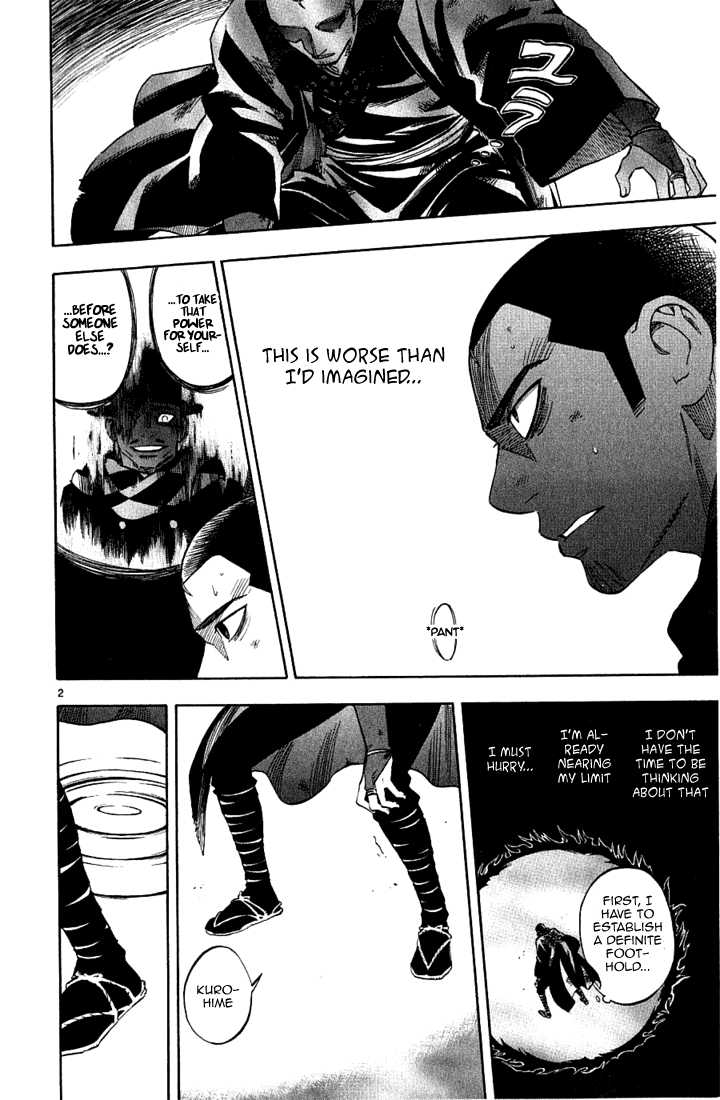 ユラ
THIS IS WORSE THAN
I'D IMAGINED...
*PANT*
...TO TAKE
THAT
POWER
FOR YOUR-
SELF...
...BEFORE
SOMEONE
ELSE
DOES...?
2
I DON'T
HAVE THE
TIME TO BE
THINKING
ABOUT THAT
I'M AL-
READY
NEARING
MY LIMIT
I MUST
HURRY...
FIRST, I
HAVE TO
ESTABLISH
A DEFINITE
FOOT-
HOLD...
KURO-
HIME